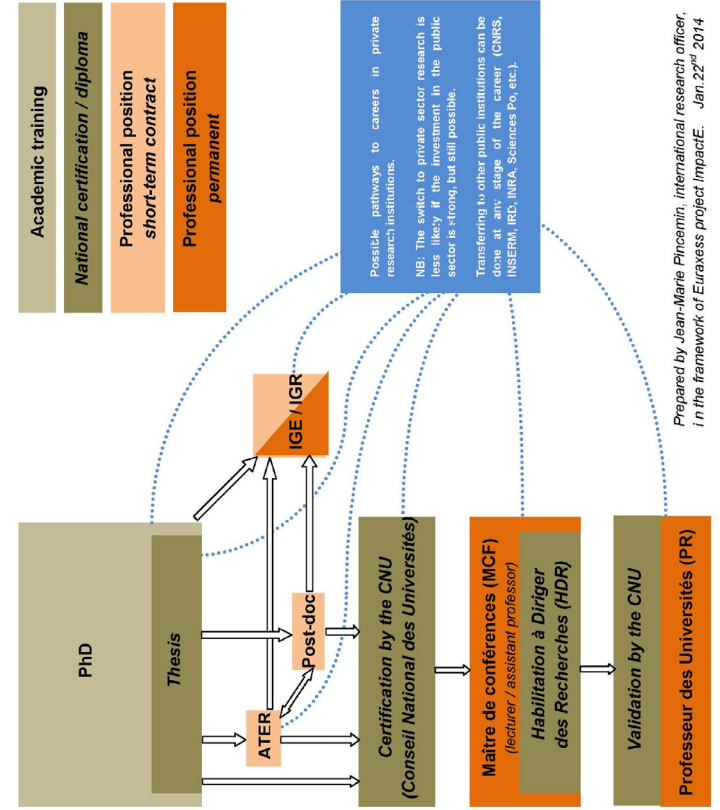 PhD
Thesis
ATER
Post-doc
IGE / IGR
Certification by the CNU
(Conseil National des Universités)
Maître de conférences (MCF)
(lecturer / assistant professor)
Habilitation à Diriger
des Recherches (HDR)
Validation by the CNU
Professeur des Universités (PR)
Academic training
National certification / diploma
Professional position
short-term contract
Professional position
permanent
Possible pathways to careers in private
research institutions.
NB: The switch to private sector research is
less likely if the investment in the public
sector is strong, but still possible.
Transferring to other public institutions can be
done at any stage of the career (CNRS,
INSERM, IRD, INRA, Sciences Po, etc.).
Prepared by Jean-Marie Pincemin, international research officer,
in the framework of Euraxess project ImpactE. Jan.22nd 2014